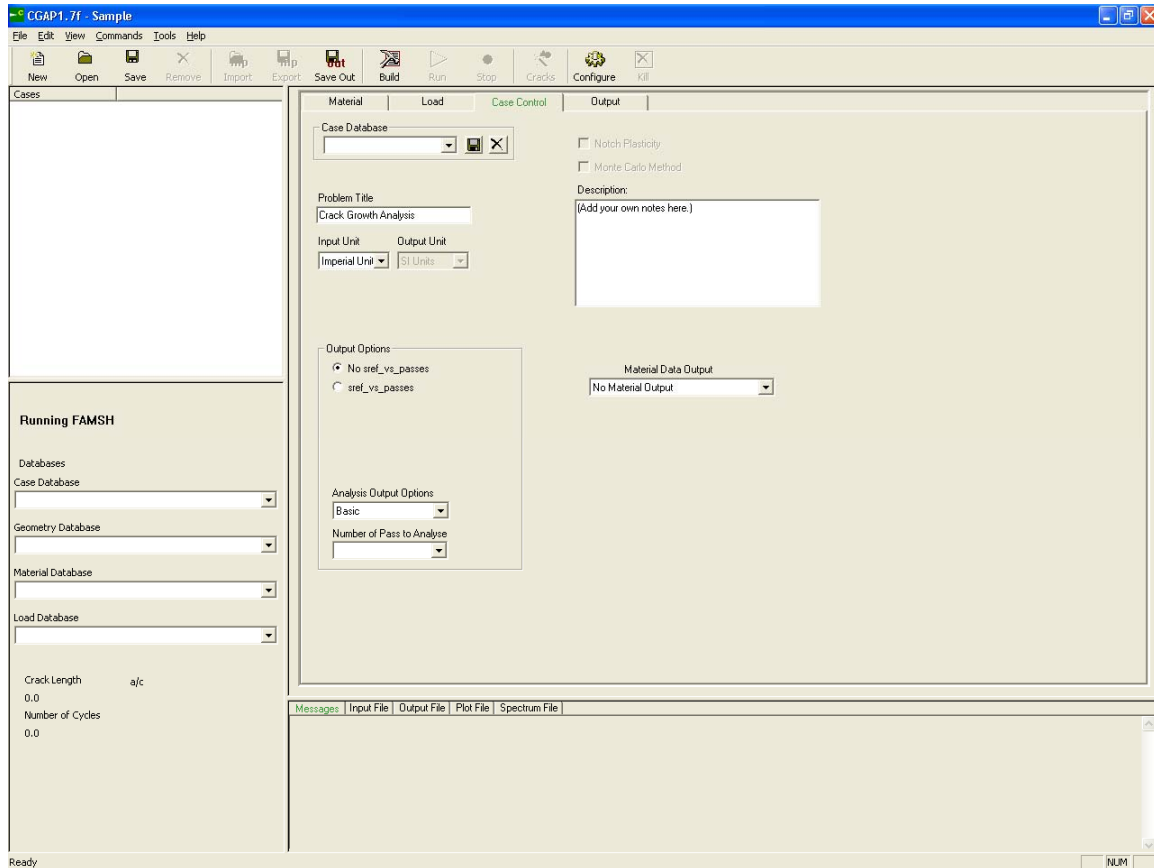 CGAP1.7f - Sample
File Edit View Commands Tools Help
New Open Save Remove Import Export Save Out Build Run Stop Cracks Configure Kill
Cases
Material Load Case Control Output
Case Database
Notch Plasticity
Monte Carlo Method
Problem Title
Crack Growth Analysis
Description:
(Add your own notes here.)
Input Unit Output Unit
Imperial Unit SI Units
Output Options
No sref_vs_passes
sref_vs_passes
Material Data Output
No Material Output
Analysis Output Options
Basic
Number of Pass to Analyse
Running FAMSH
Databases
Case Database
Geometry Database
Material Database
Load Database
Crack Length a/c
0.0
Number of Cycles
0.0
Messages Input File Output File Plot File Spectrum File
Ready NUM